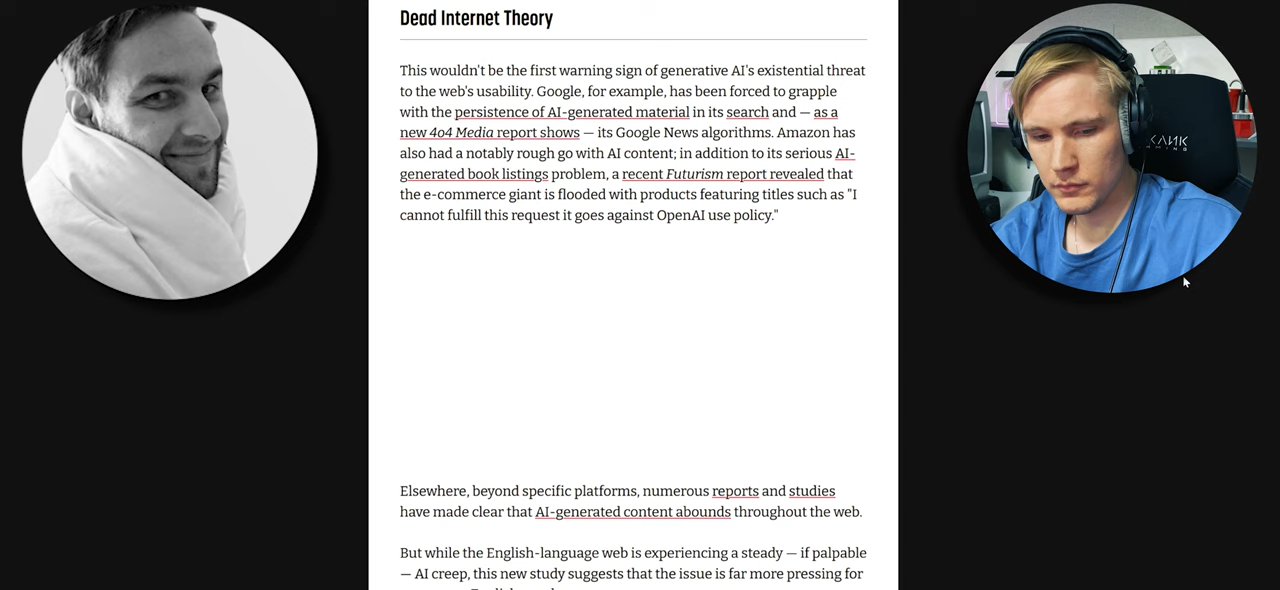 Dead Internet Theory
This wouldn't be the first warning sign of generative AI's existential threat
to the web's usability. Google, for example, has been forced to grapple
with the persistence of AI-generated material in its search and — as a
new 4o4 Media report shows — its Google News algorithms. Amazon has
also had a notably rough go with AI content; in addition to its serious AI-
generated book listings problem, a recent Futurism report revealed that
the e-commerce giant is flooded with products featuring titles such as "I
cannot fulfill this request it goes against OpenAI use policy."
Elsewhere, beyond specific platforms, numerous reports and studies
have made clear that AI-generated content abounds throughout the web.
But while the English-language web is experiencing a steady — if palpable
— AI creep, this new study suggests that the issue is far more pressing for